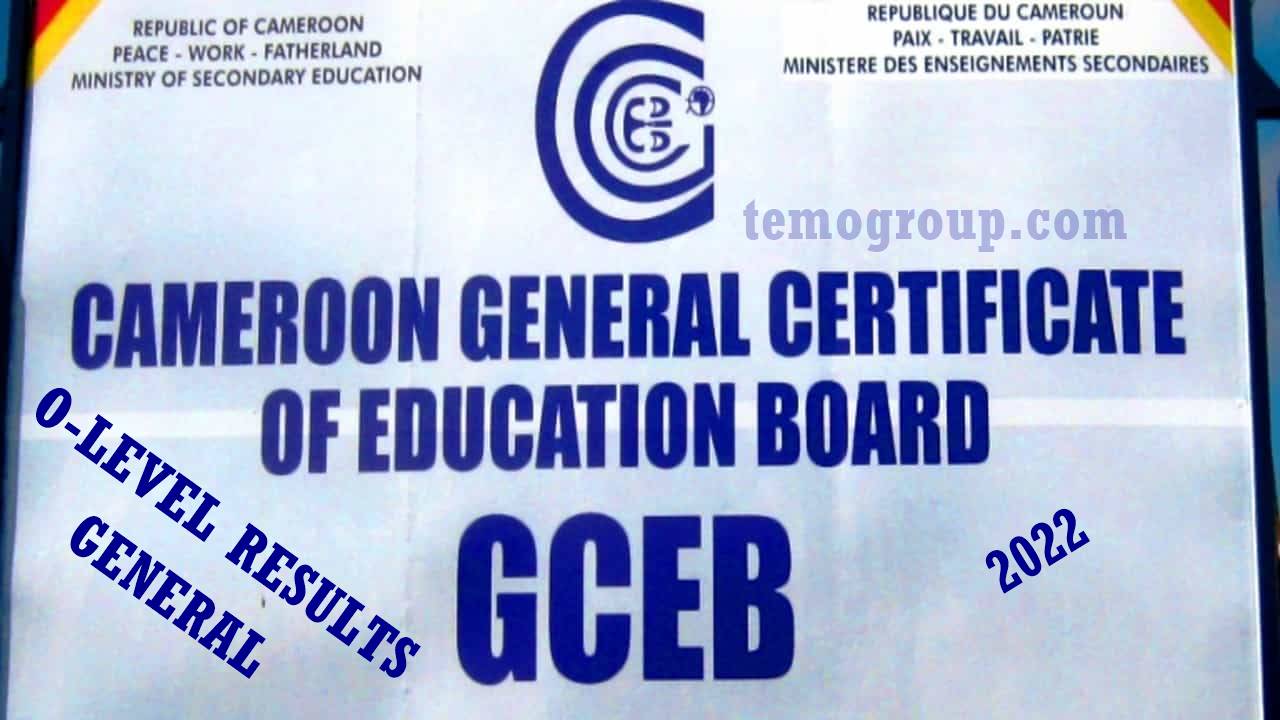 REPUBLIC OF CAMEROON
PEACE - WORK - FATHERLAND
MINISTRY OF SECONDARY EDUCATION
REPUBLIQUE DU CAMEROUN
PAIX - TRAVAIL - PATRIE
MINISTERE DES ENSEIGNEMENTS SECONDAIRES
temogroup.com
CAMEROON GENERAL CERTIFICATE
OF EDUCATION BOARD
GCEB
O-LEVEL RESULTS
GENERAL
2022